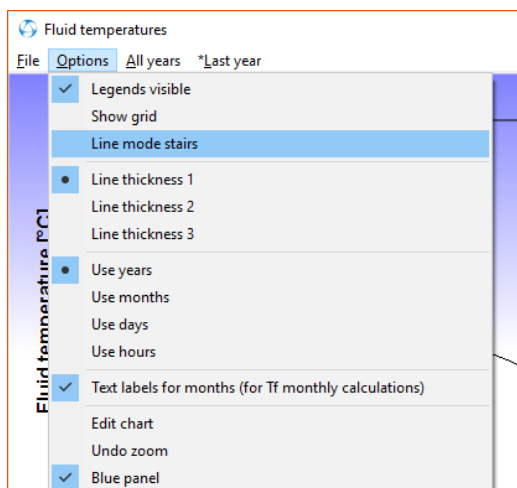 Fluid temperatures
File Options All years *Last year
Legends visible
Show grid
Line mode stairs
Line thickness 1
Line thickness 2
Line thickness 3
Use years
Use months
Use days
Use hours
Text labels for months (for Tf monthly calculations)
Edit chart
Undo zoom
Blue panel
Fluid temperature [°C]